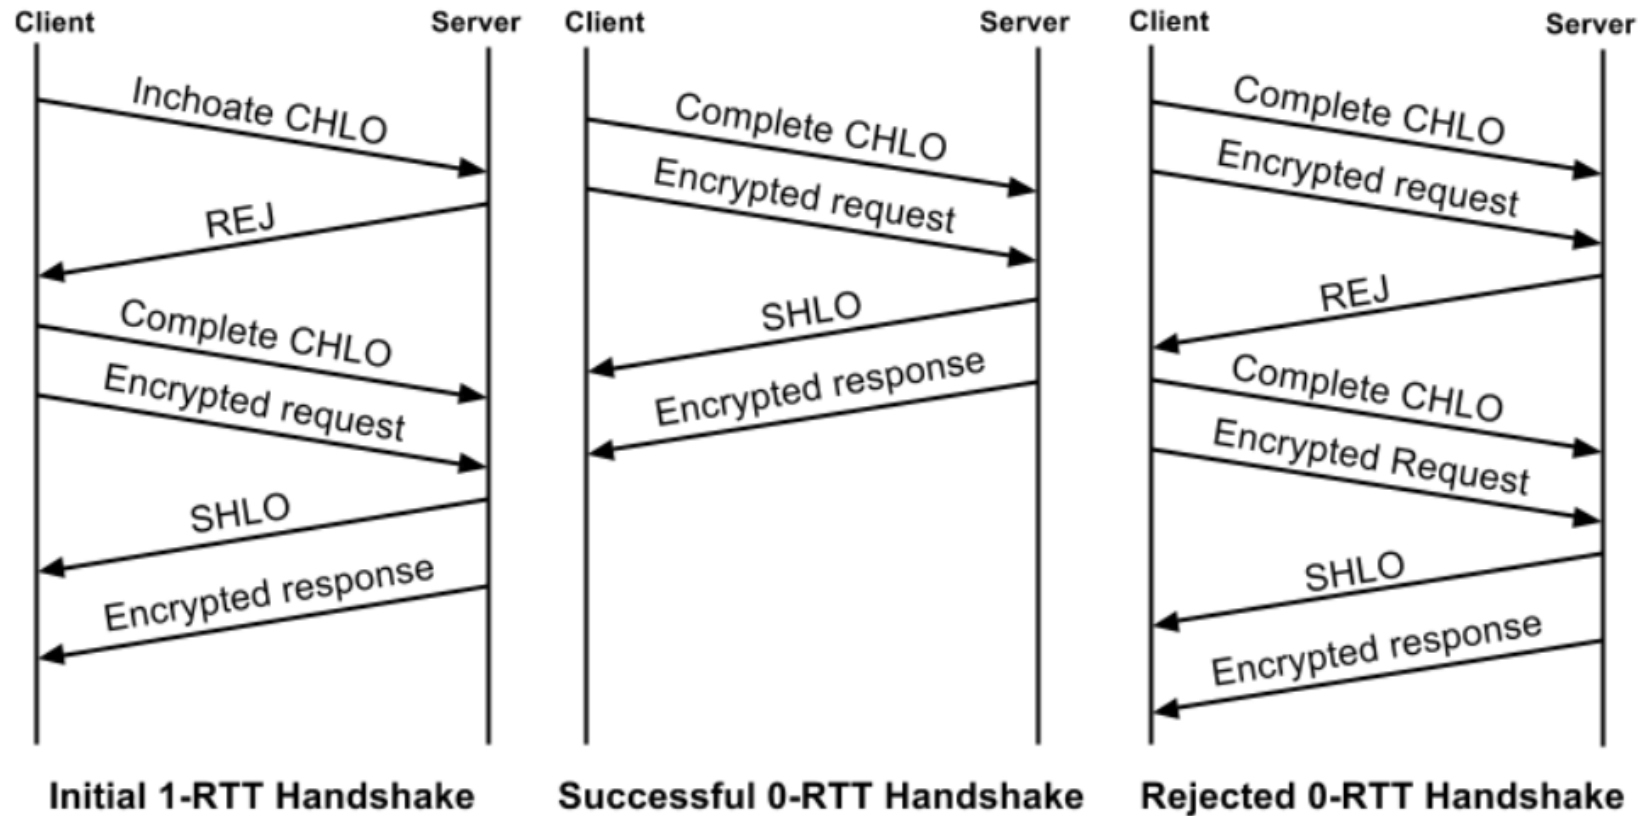 Client
Server
Inchoate CHLO
REJ
Complete CHLO
Encrypted request
SHLO
Encrypted response
Initial 1-RTT Handshake
Client
Server
Complete CHLO
Encrypted request
SHLO
Encrypted response
Successful 0-RTT Handshake
Client
Server
Complete CHLO
Encrypted request
REJ
Complete CHLO
Encrypted Request
SHLO
Encrypted response
Rejected 0-RTT Handshake